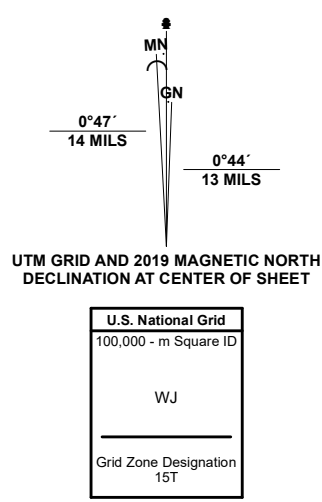 MN
GN
0°47´
14 MILS
0°44´
13 MILS
UTM GRID AND 2019 MAGNETIC NORTH
DECLINATION AT CENTER OF SHEET
U.S. National Grid
100,000 - m Square ID
WJ
Grid Zone Designation
15T